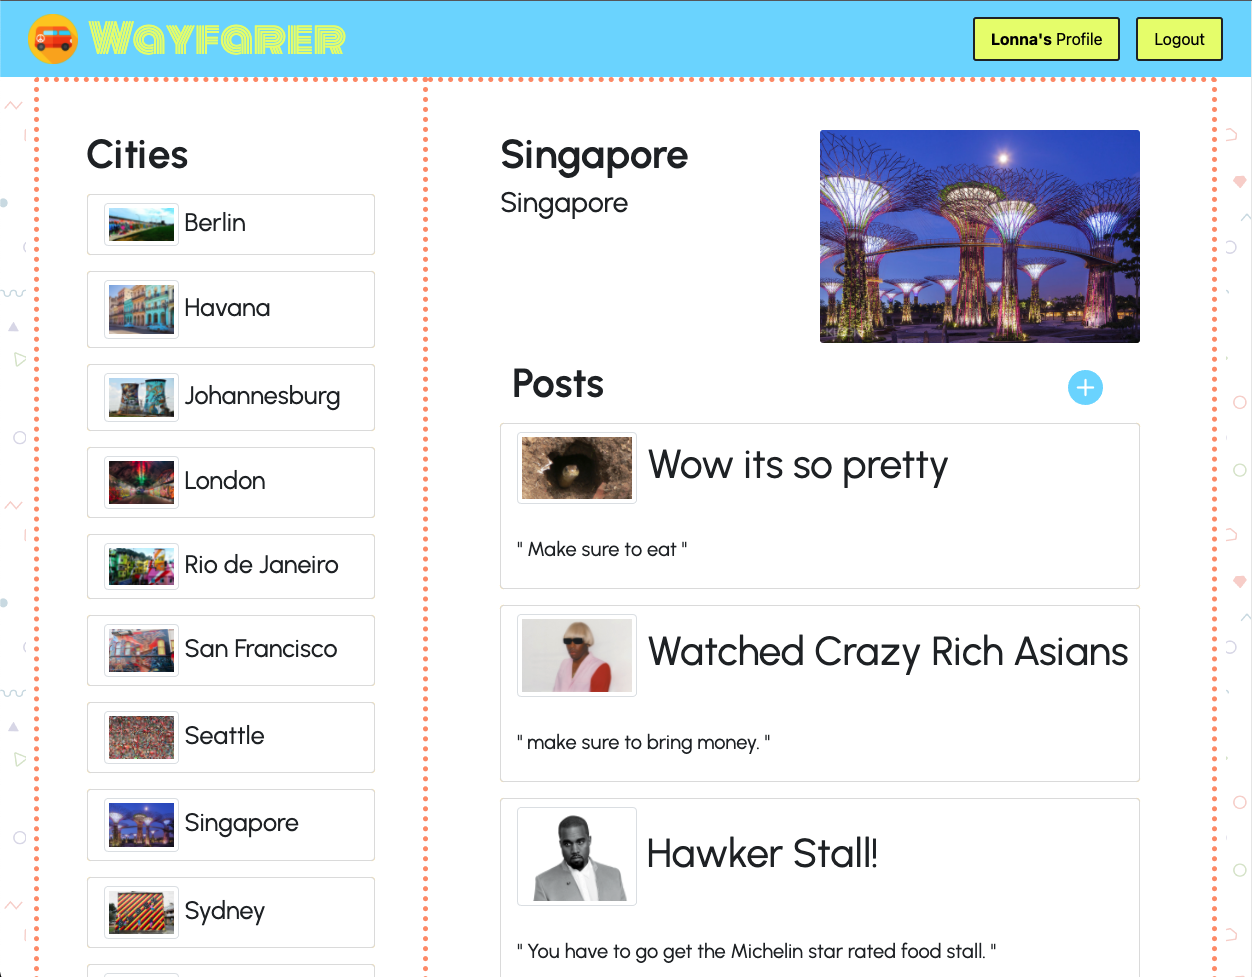 Wayfarer
Lonna's Profile
Logout
Cities
Berlin
Havana
Johannesburg
London
Rio de Janeiro
San Francisco
Seattle
Singapore
Sydney
Singapore
Singapore
Posts
Wow its so pretty
" Make sure to eat "
Watched Crazy Rich Asians
" make sure to bring money. "
Hawker Stall!
" You have to go get the Michelin star rated food stall. "